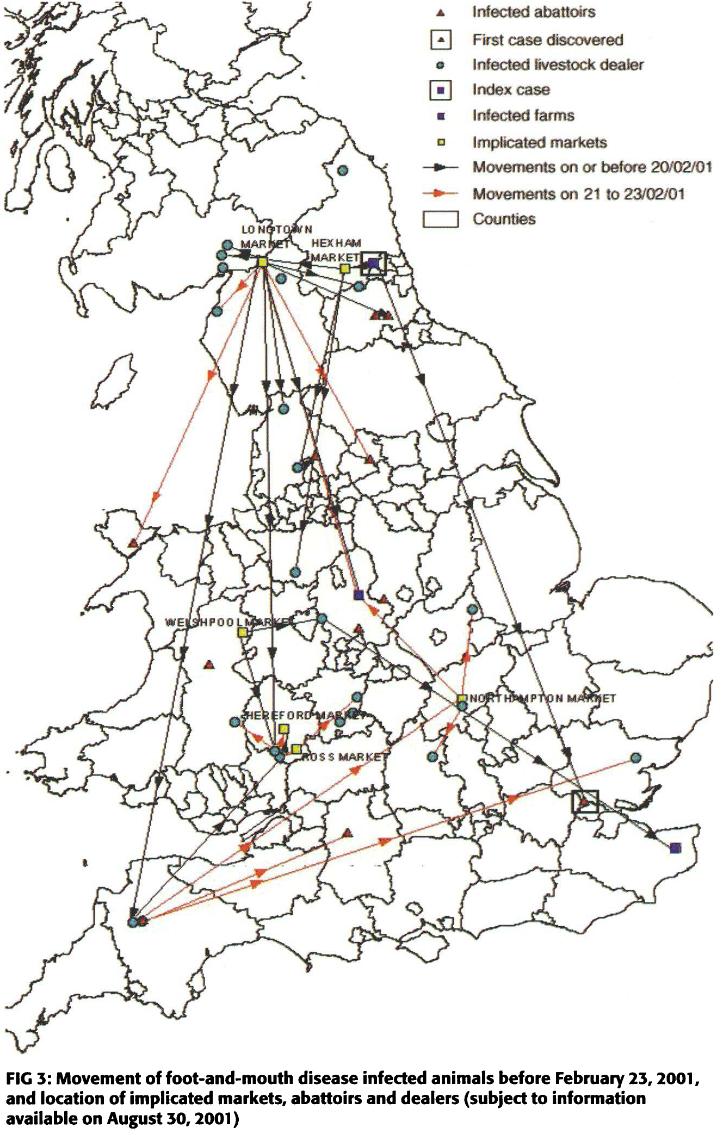 Infected abattoirs
First case discovered
Infected livestock dealer
Index case
Infected farms
Implicated markets
Movements on or before 20/02/01
Movements on 21 to 23/02/01
Counties
LONGTOWN
MARKET
HEXHAM
MARKET
WELSHPOOL MARKET
HEREFORD MARKET
NORTHAMPTON MARKET
ROSS MARKET
FIG 3: Movement of foot-and-mouth disease infected animals before February 23, 2001,
and location of implicated markets, abattoirs and dealers (subject to information
available on August 30, 2001)